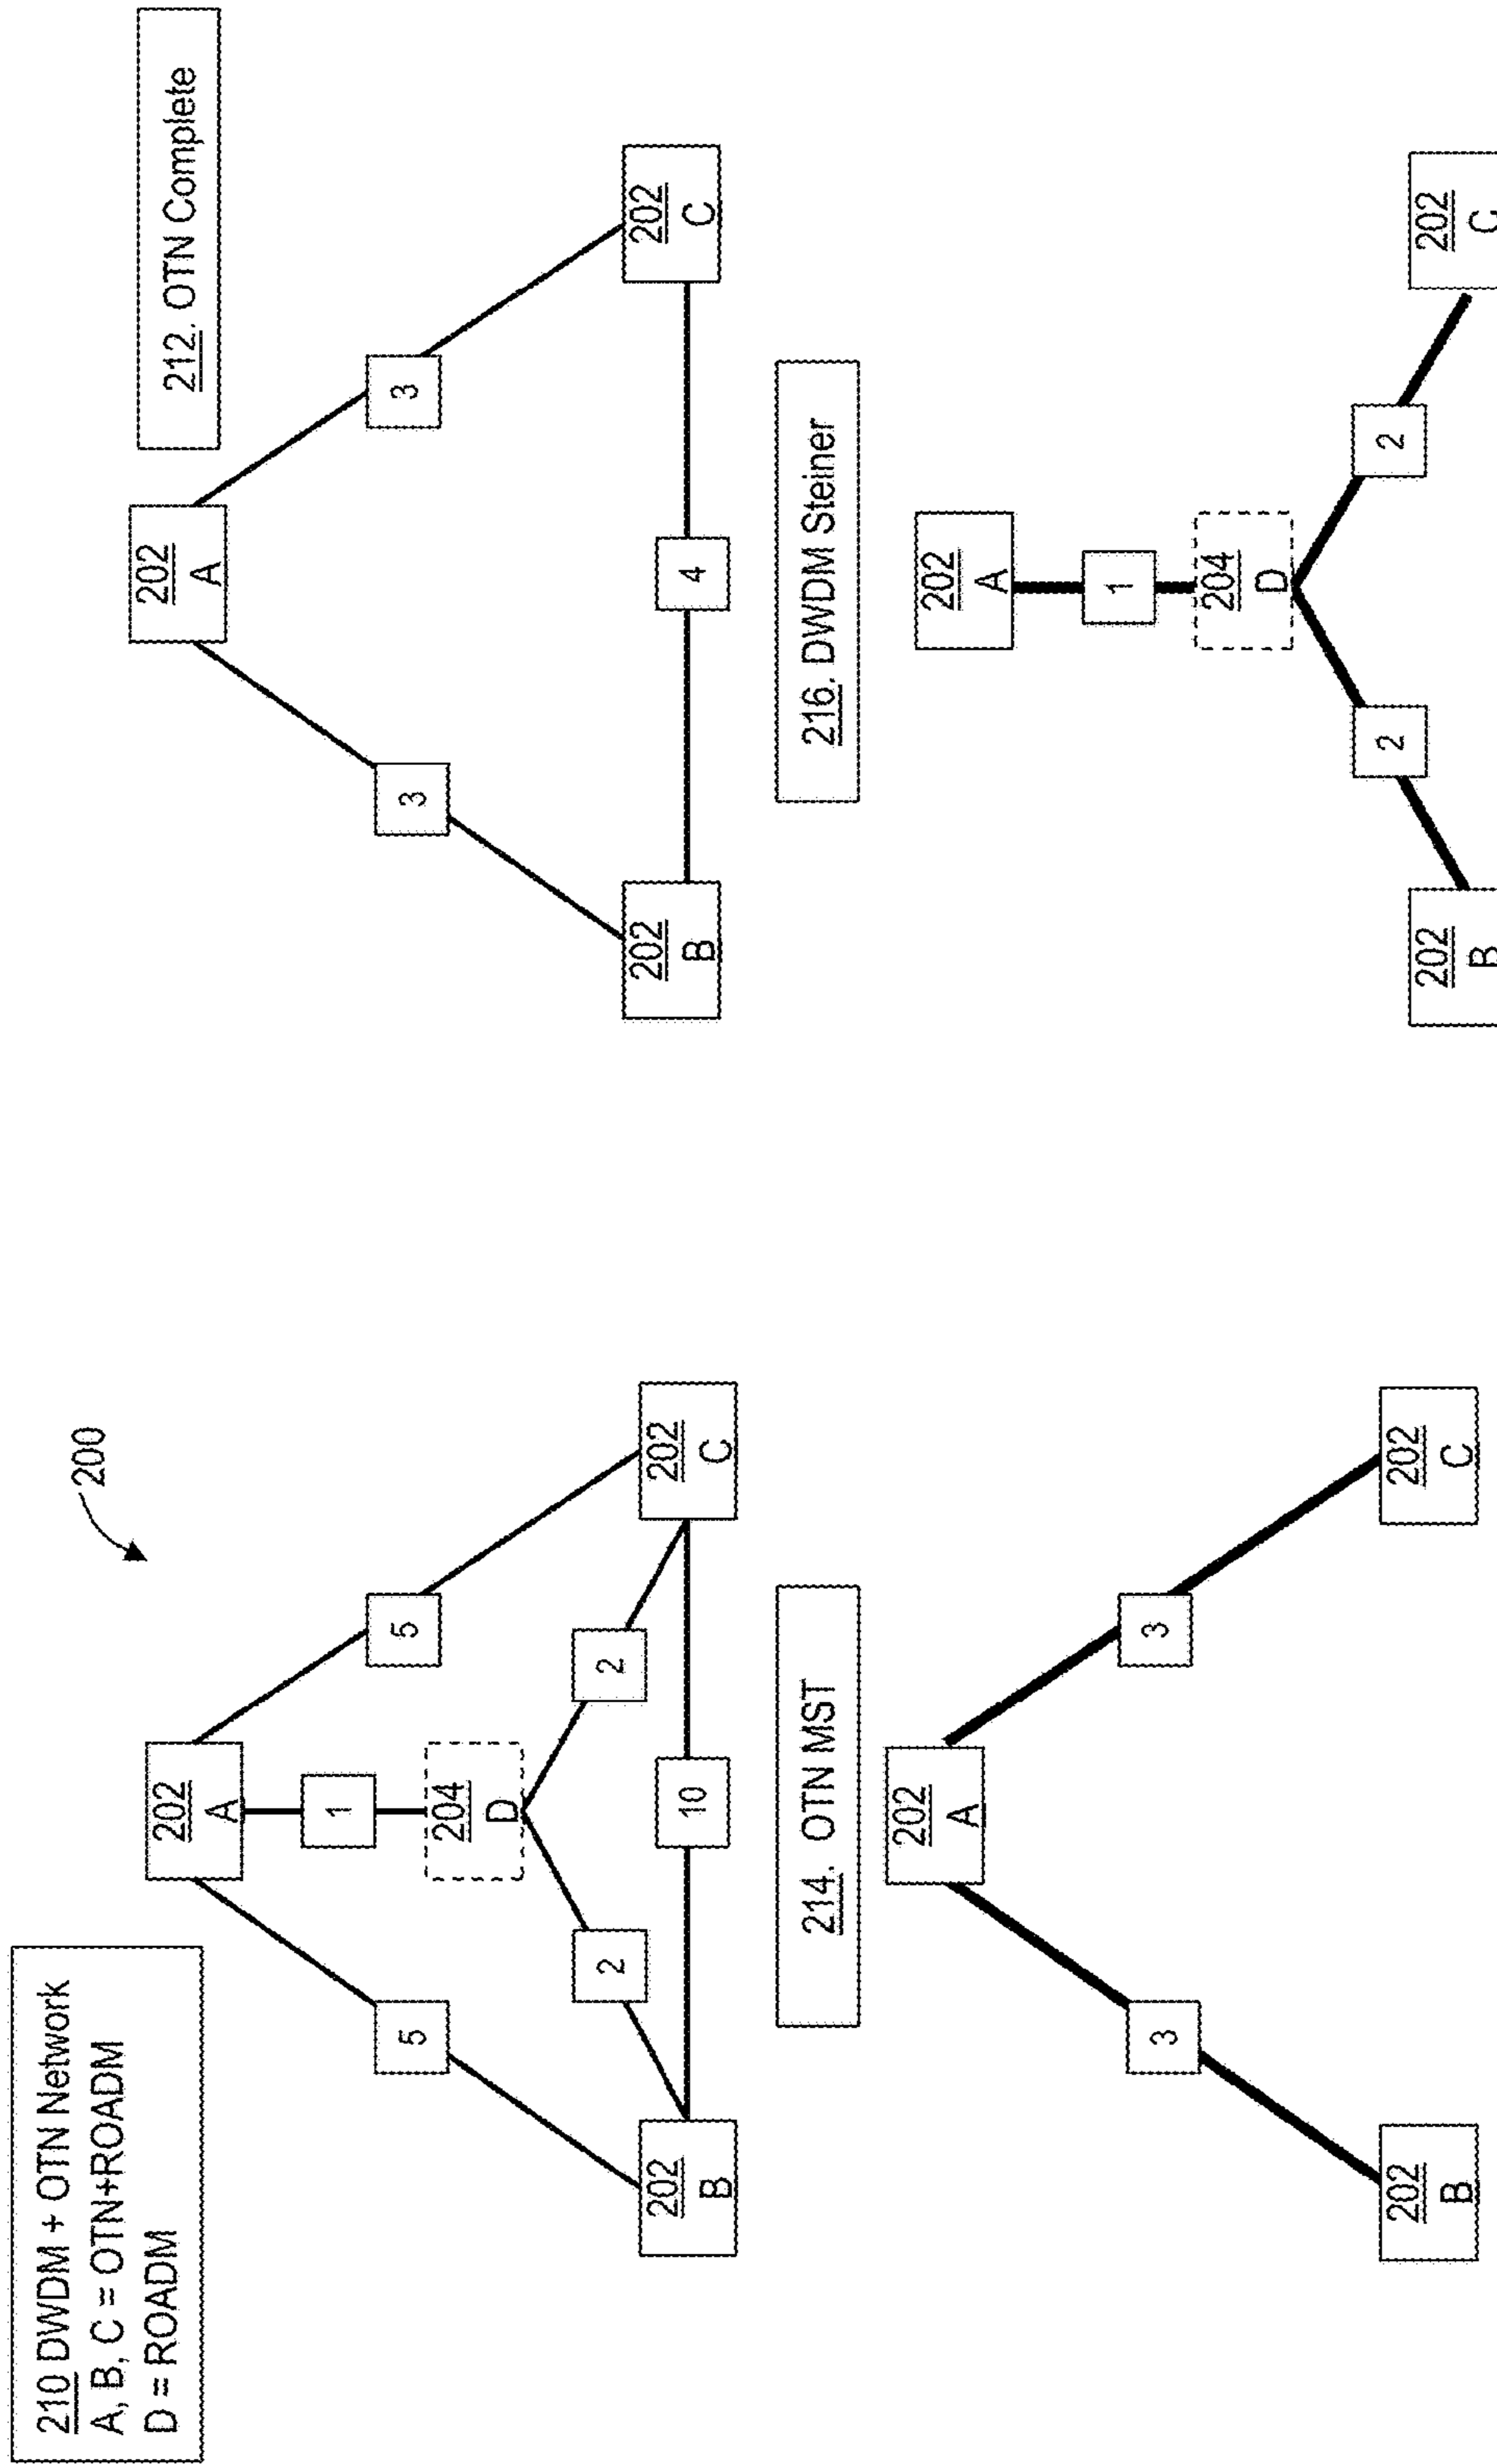 200
210 DWDM + OTN Network
A, B, C = OTN+ROADM
D = ROADM
202
A
5
5
1
204
D
2
2
202
B
10
202
C
212. OTN Complete
202
A
3
3
202
B
4
202
C
214. OTN MST
202
A
3
3
202
B
202
C
216. DWDM Steiner
202
A
1
204
D
2
2
202
B
202
C